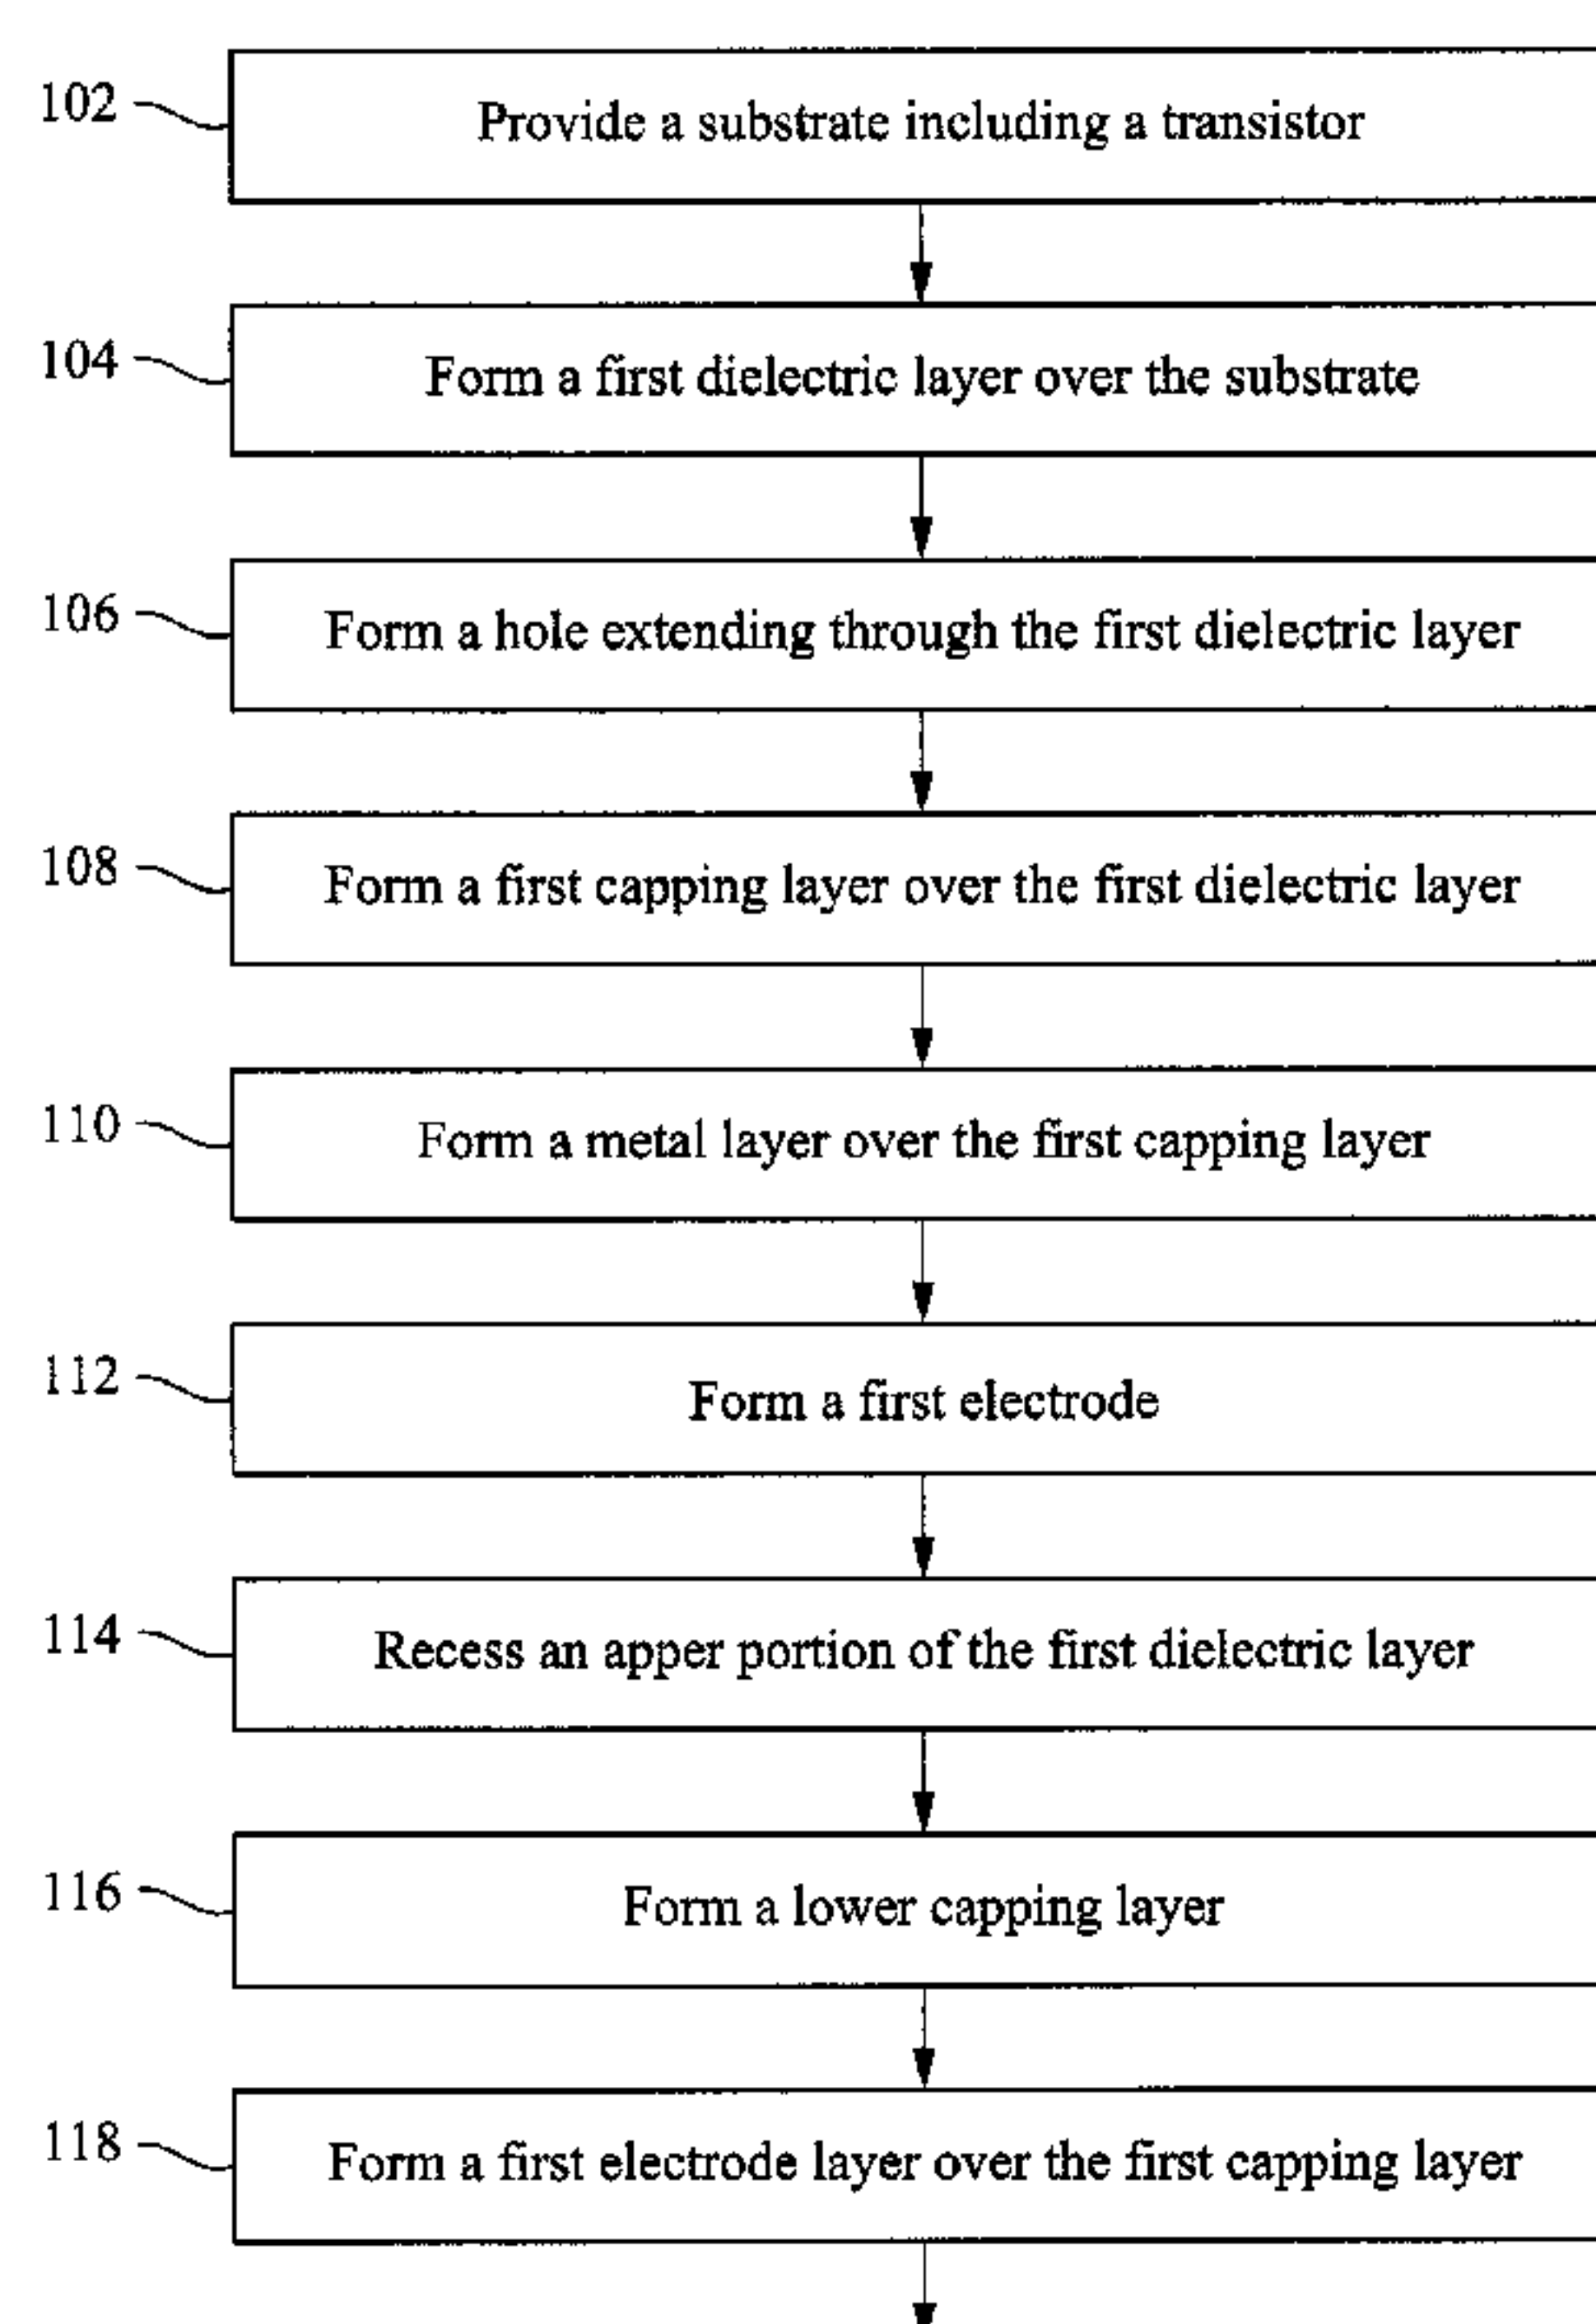 102 Provide a substrate including a transistor
104 Form a first dielectric layer over the substrate
106 Form a hole extending through the first dielectric layer
108 Form a first capping layer over the first dielectric layer
110 Form a metal layer over the first capping layer
112 Form a first electrode
114 Recess an apper portion of the first dielectric layer
116 Form a lower capping layer
118 Form a first electrode layer over the first capping layer